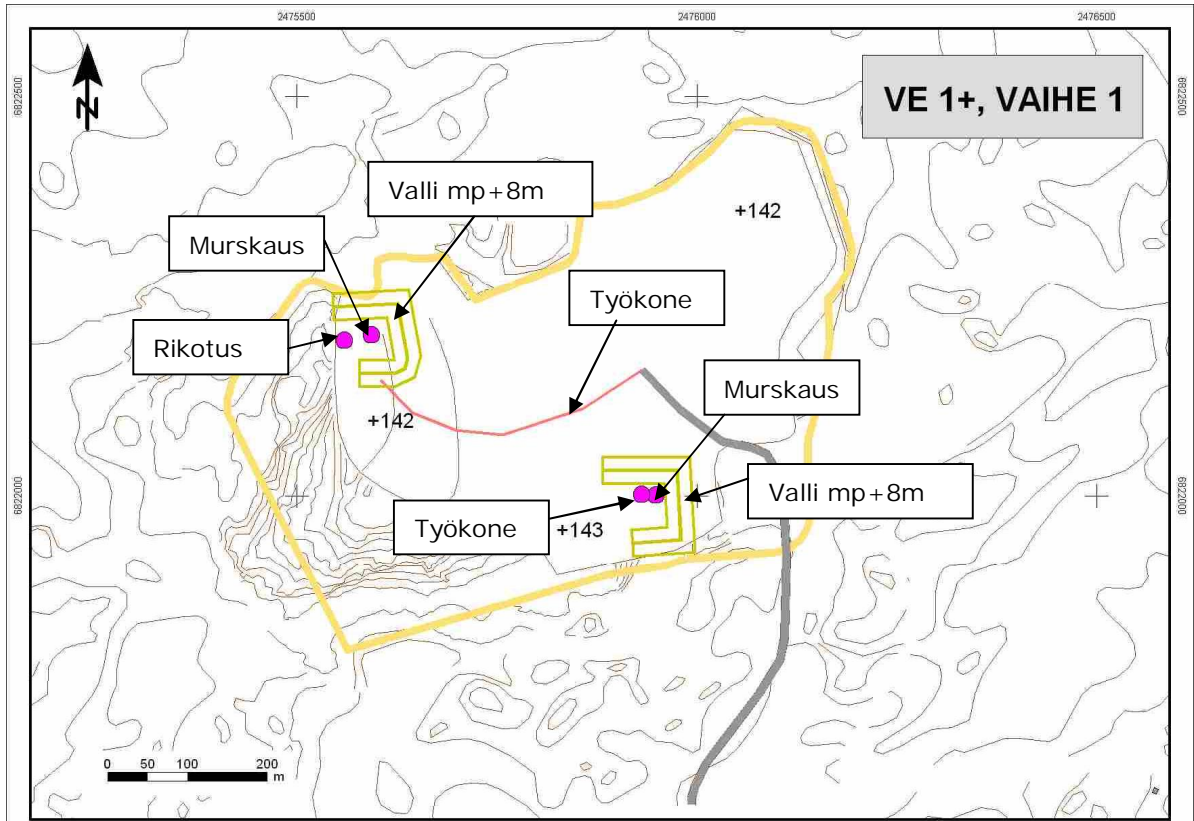 2475500
2476000
2476500
6822500
6822500
N
VE 1+, VAIHE 1
Valli mp+8m
+142
Murskaus
Työkone
Rikotus
Murskaus
+142
6822000
6822000
Valli mp+8m
Työkone
+143
0 50 100 200
m